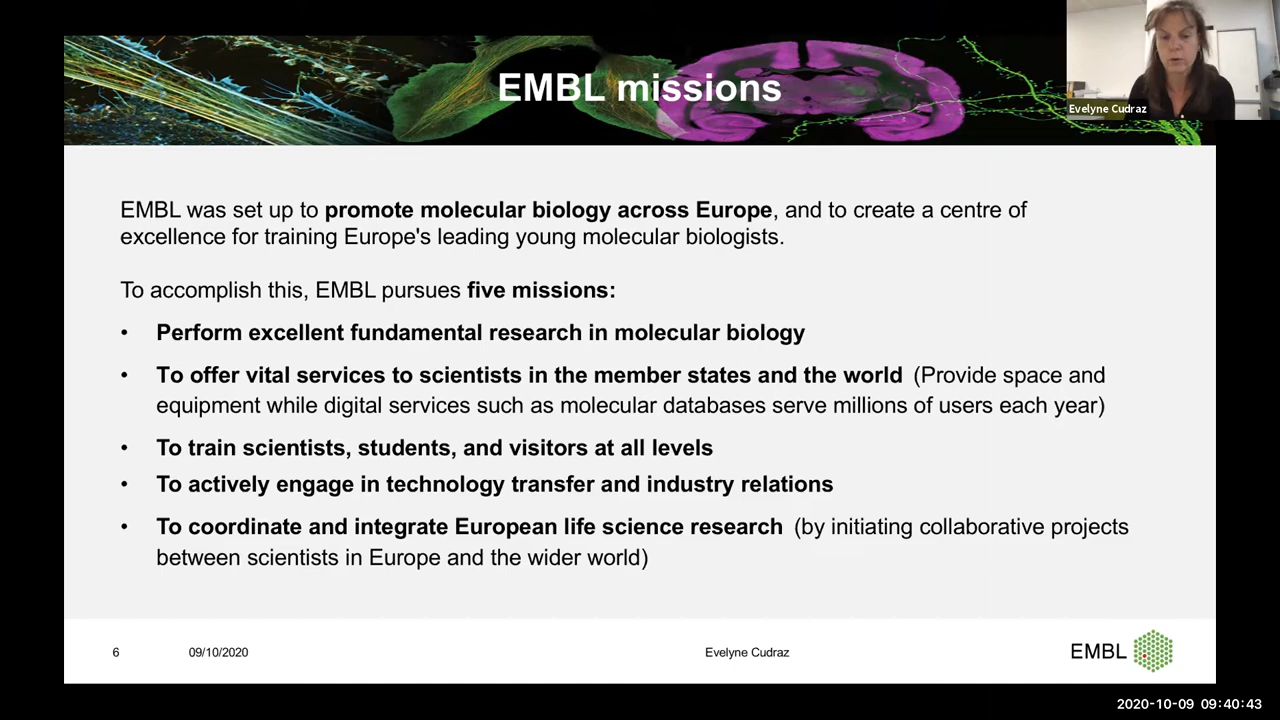 EMBL missions
Evelyne Cudraz
EMBL was set up to promote molecular biology across Europe, and to create a centre of
excellence for training Europe's leading young molecular biologists.
To accomplish this, EMBL pursues five missions:
• Perform excellent fundamental research in molecular biology
• To offer vital services to scientists in the member states and the world (Provide space and
equipment while digital services such as molecular databases serve millions of users each year)
• To train scientists, students, and visitors at all levels
• To actively engage in technology transfer and industry relations
• To coordinate and integrate European life science research (by initiating collaborative projects
between scientists in Europe and the wider world)
6 09/10/2020 Evelyne Cudraz EMBL
2020-10-09 09:40:43